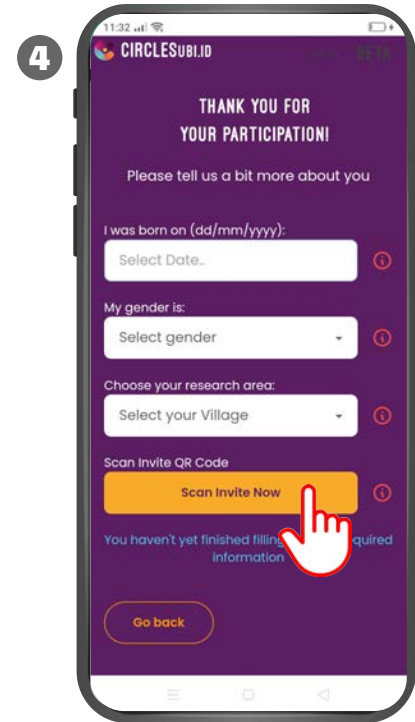 4
11:32
CIRCLESUBI.ID
BETA
THANK YOU FOR
YOUR PARTICIPATION!
Please tell us a bit more about you
I was born on (dd/mm/yyyy):
Select Date..
My gender is:
Select gender
Choose your research area:
Select your Village
Scan Invite QR Code
Scan Invite Now
You haven't yet finished filling
information
Go back